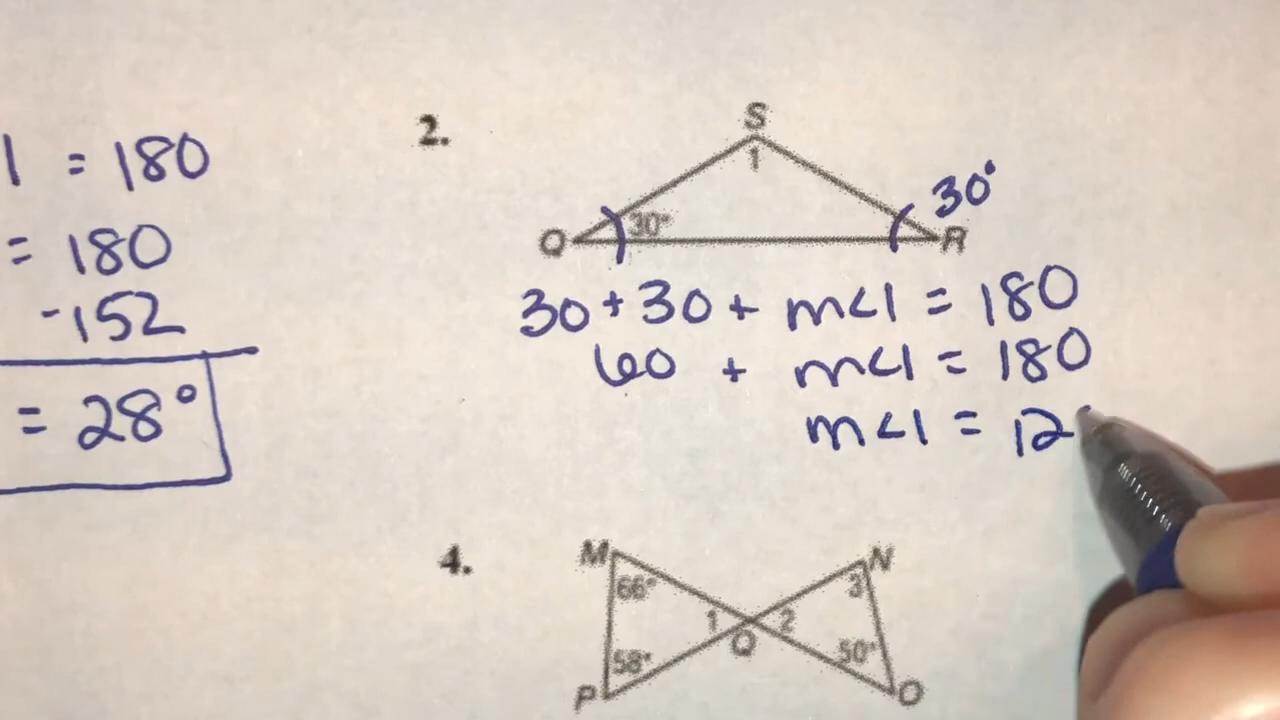 1 = 180
= 180
-152
= 28°
2.
S
1
30°
Q 30° R
30 + 30 + m<1 = 180
60 + m<1 = 180
m<1 = 12
4.
M N
66° 3
1 2
Q
58° 50°
P O